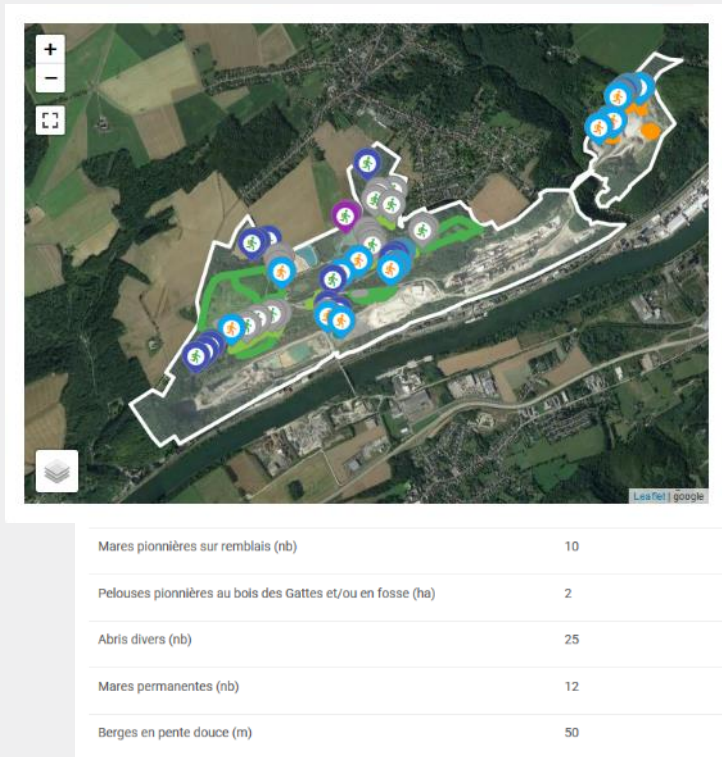 +
−
Leaflet | google
Mares pionnières sur remblais (nb) 10
Pelouses pionnières au bois des Gattes et/ou en fosse (ha) 2
Abris divers (nb) 25
Mares permanentes (nb) 12
Berges en pente douce (m) 50